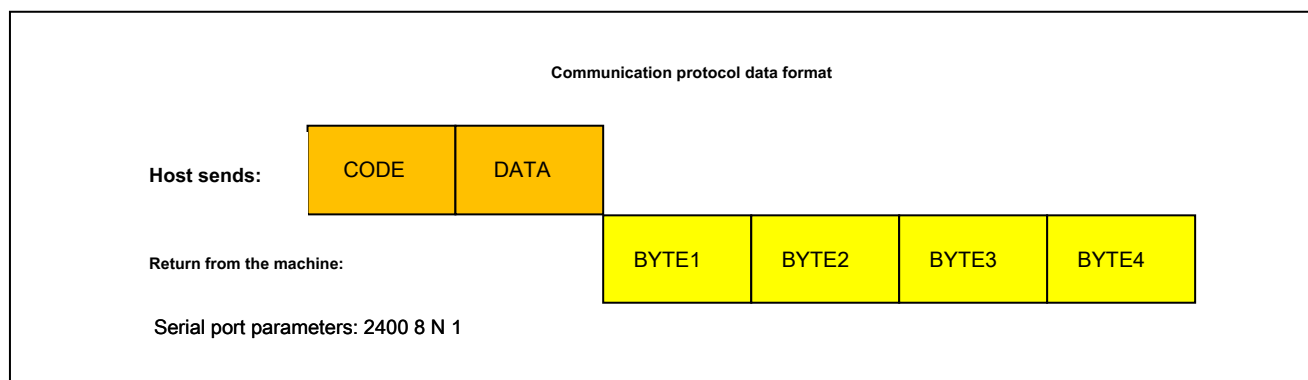 Communication protocol data format
Host sends: CODE DATA
Return from the machine: BYTE1 BYTE2 BYTE3 BYTE4
Serial port parameters: 2400 8 N 1